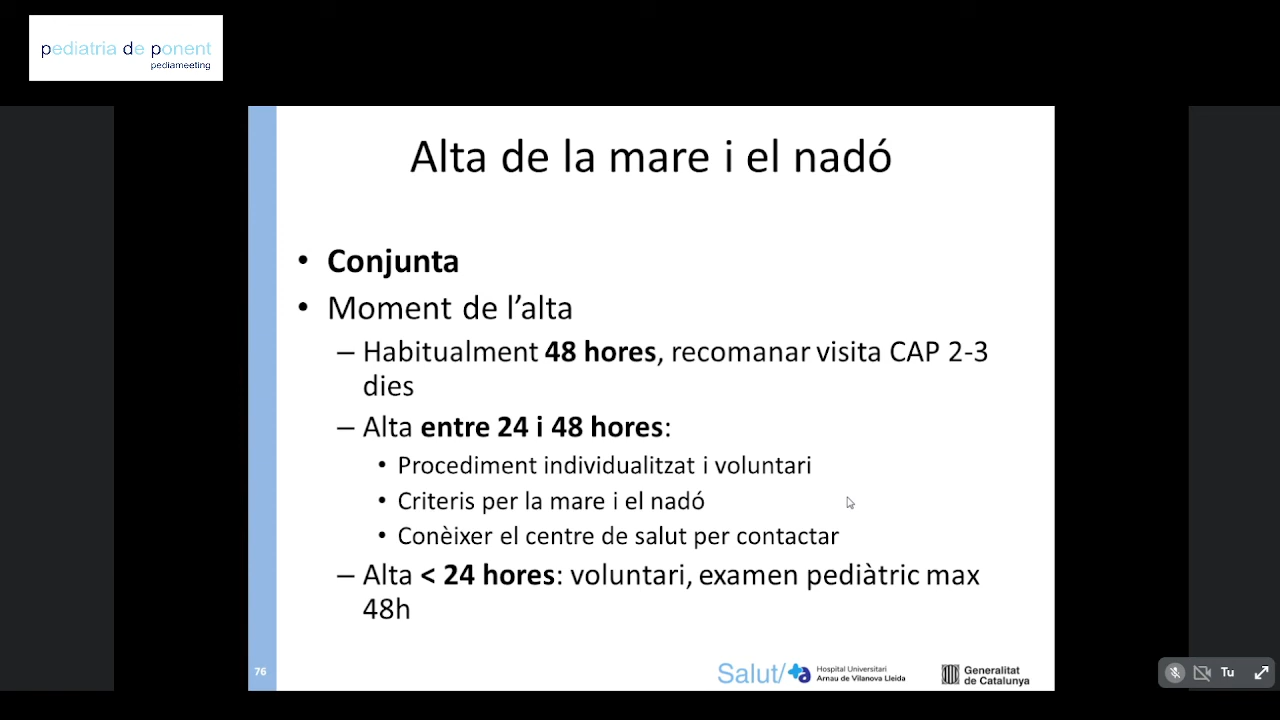 pediatria de ponent
pediameeting
Alta de la mare i el nadó
• Conjunta
• Moment de l’alta
– Habitualment 48 hores, recomanar visita CAP 2-3
dies
– Alta entre 24 i 48 hores:
• Procediment individualitzat i voluntari
• Criteris per la mare i el nadó
• Conèixer el centre de salut per contactar
– Alta < 24 hores: voluntari, examen pediàtric max
48h
76
Salut/
Hospital Universitari
Arnau de Vilanova Lleida
Generalitat
de Catalunya
Tu